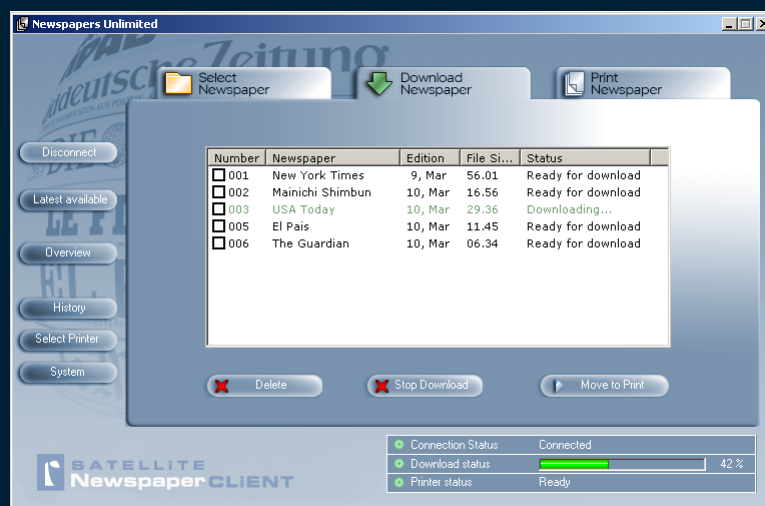 Newspapers Unlimited
Zeitung
Select Newspaper
Download Newspaper
Print Newspaper
Disconnect
Latest available
Overview
History
Select Printer
System
Number Newspaper Edition File Si... Status
001 New York Times 9, Mar 56.01 Ready for download
002 Mainichi Shimbun 10, Mar 16.56 Ready for download
003 USA Today 10, Mar 29.36 Downloading...
005 El Pais 10, Mar 11.45 Ready for download
006 The Guardian 10, Mar 06.34 Ready for download
Delete Stop Download Move to Print
Connection Status Connected
Download status 42 %
Printer status Ready
SATELLiTE
Newspaper CLiENT